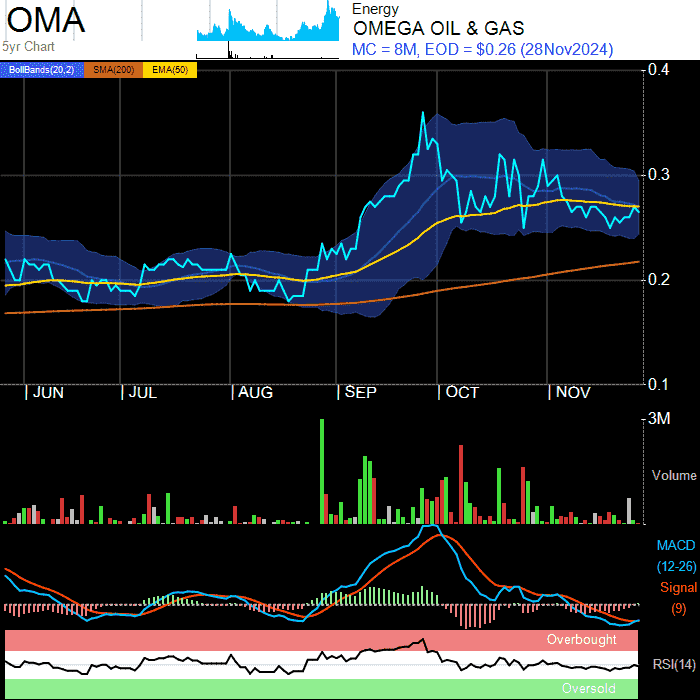 OMA
5yr Chart
Energy
OMEGA OIL & GAS
MC = 8M, EOD = $0.26 (28Nov2024)
BollBands(20,2) SMA(200) EMA(50)
0.4
0.3
0.2
0.1
JUN JUL AUG SEP OCT NOV
3M
Volume
MACD
(12-26)
Signal
(9)
Overbought
RSI(14)
Oversold